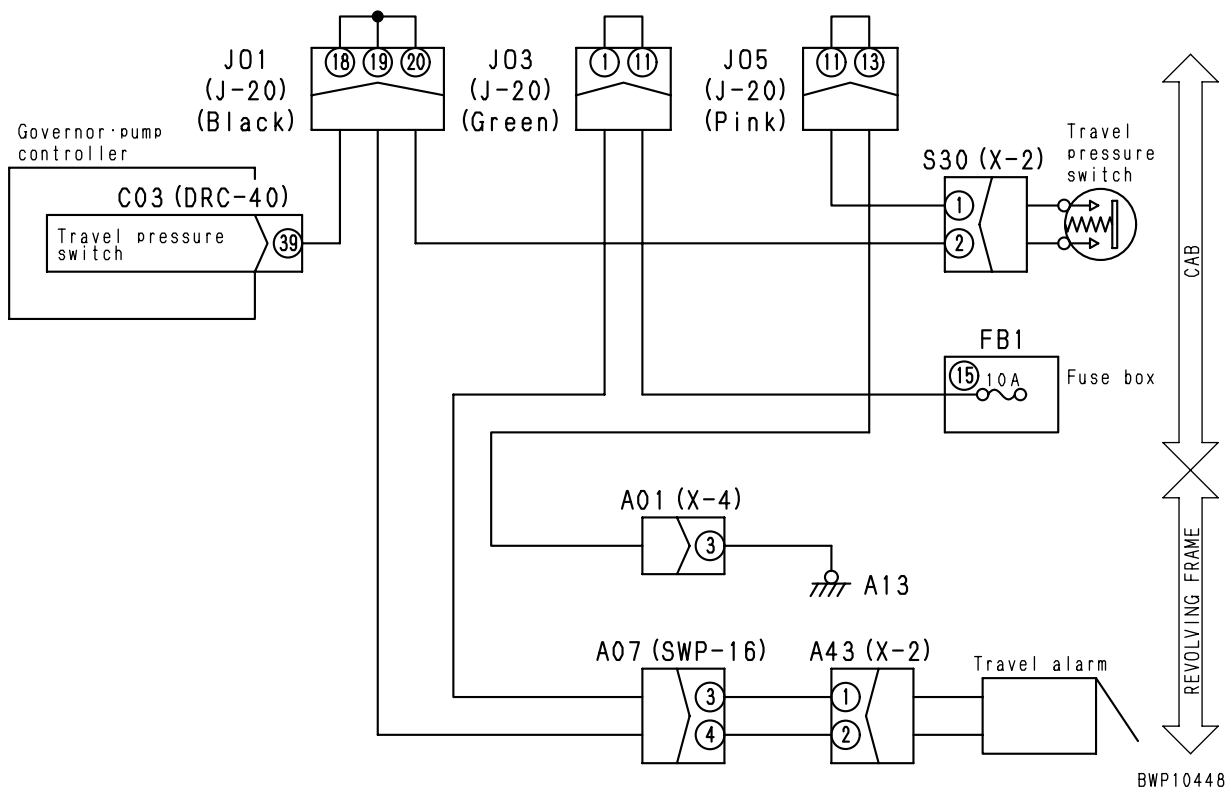 18 19 20
J01
(J-20)
(Black)
1 11
J03
(J-20)
(Green)
11 13
J05
(J-20)
(Pink)
Governor·pump
controller
C03 (DRC-40)
Travel pressure
switch
39
S30 (X-2)
1
2
Travel
pressure
switch
CAB
FB1
15 10A
Fuse box
A01 (X-4)
3
A13
REVOLVING FRAME
A07 (SWP-16)
3
4
A43 (X-2)
1
2
Travel alarm
BWP10448